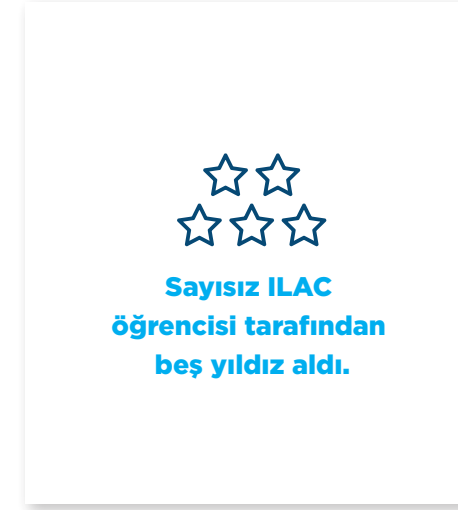 Sayısız ILAC
öğrencisi tarafından
beş yıldız aldı.